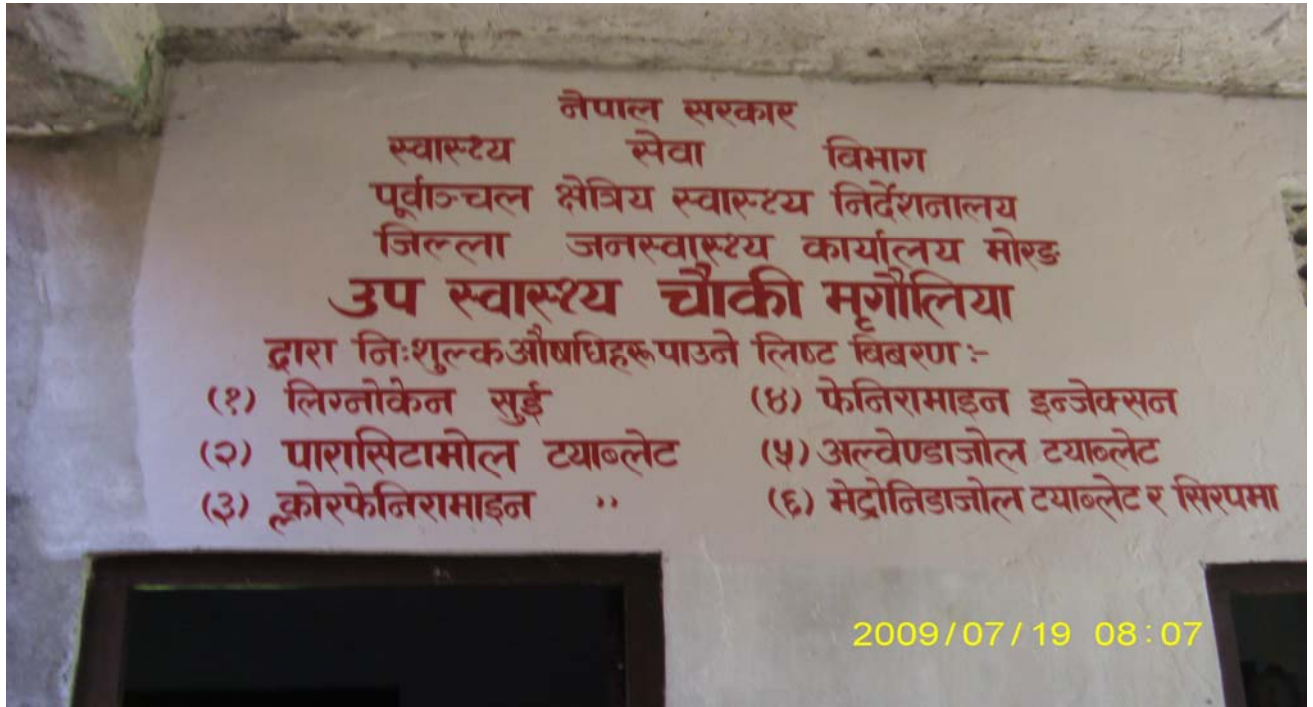 नेपाल सरकार
स्वास्थ्य सेवा विभाग
पूर्वाञ्चल क्षेत्रिय स्वास्थ्य निर्देशनालय
जिल्ला जनस्वास्थ्य कार्यालय मोरङ
उप स्वास्थ्य चौकी मृगौलिया
द्वारा निःशुल्क औषधिहरू पाउने लिष्ट बिबरण :-
(१) लिग्नोकेन सुई (४) फेनिरामाइन इन्जेक्सन
(२) पारासिटामोल ट्याब्लेट (५) अल्वेण्डाजोल ट्याब्लेट
(३) क्लोरफेनिरामाइन ,, (६) मेट्रोनिडाजोल ट्याब्लेट र सिरपमा
2009/07/19 08:07